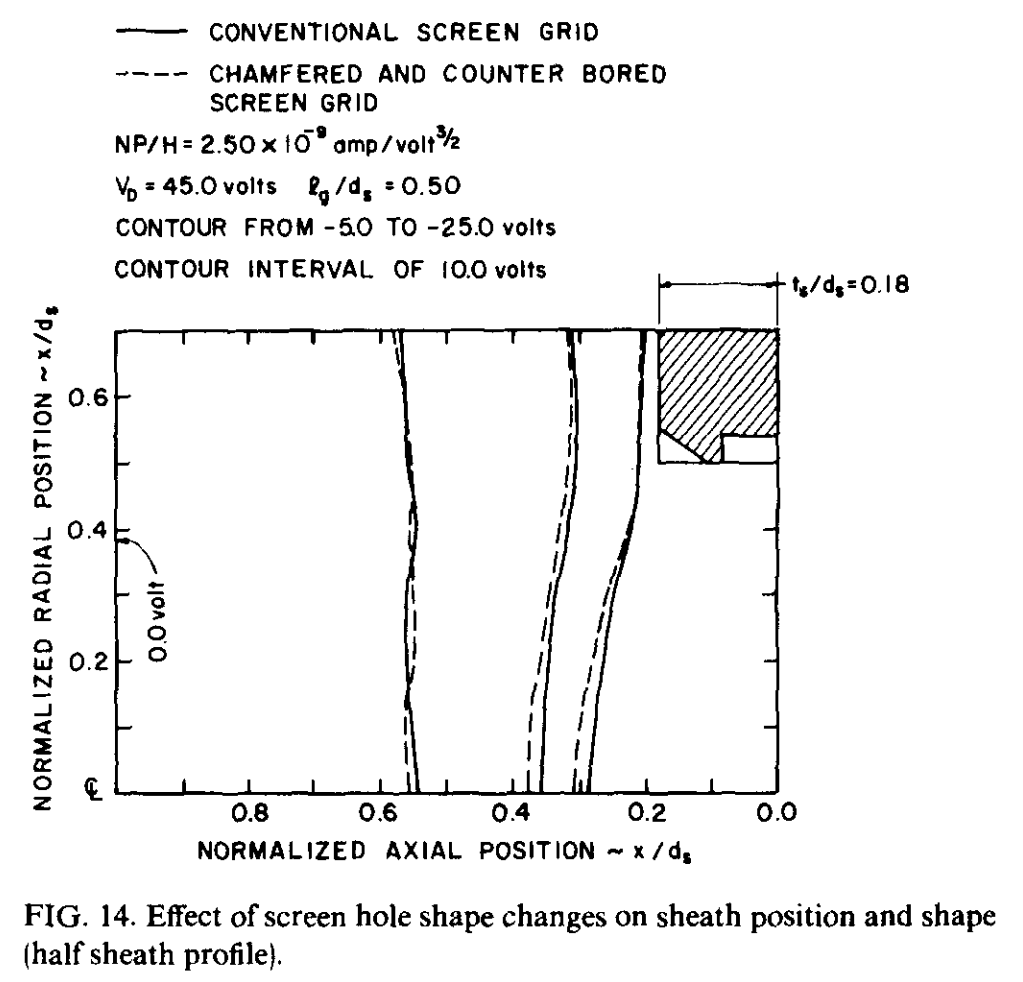 CONVENTIONAL SCREEN GRID
CHAMFERED AND COUNTER BORED
SCREEN GRID
NP/H = 2.50 x 10⁻⁹ amp/volt^3/2
V_D = 45.0 volts ℓ_g/d_s = 0.50
CONTOUR FROM -5.0 TO -25.0 volts
CONTOUR INTERVAL OF 10.0 volts
t_s/d_s=0.18
NORMALIZED RADIAL POSITION ~ x/d_s
0.6
0.4
0.2
℄
0.0 volt
0.8
0.6
0.4
0.2
0.0
NORMALIZED AXIAL POSITION ~ x/d_s
FIG. 14. Effect of screen hole shape changes on sheath position and shape
(half sheath profile).